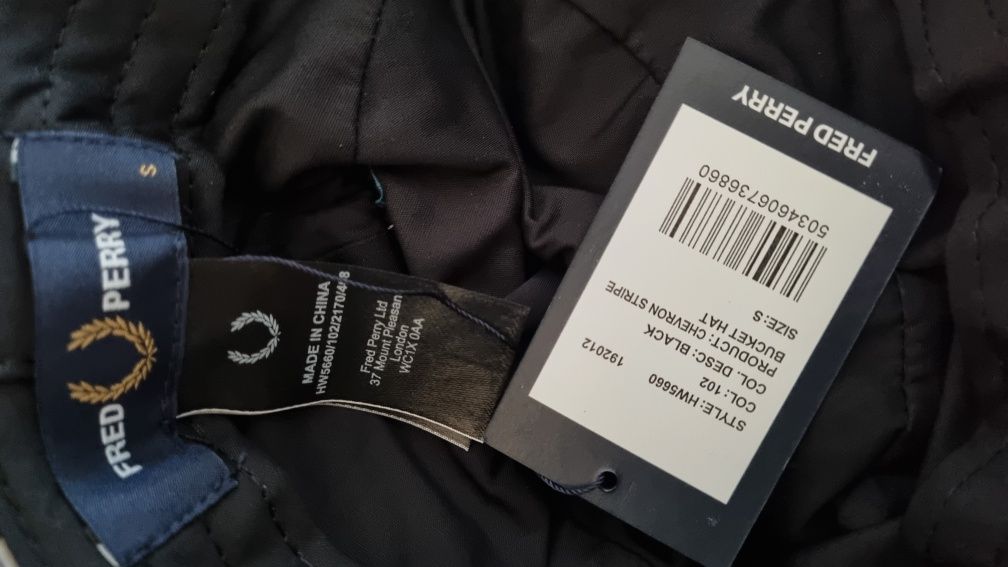 S
FRED PERRY
MADE IN CHINA
HW5660/102/2170/4
Fred Perry Ltd
37 Mount Pleasan
London
WC1X 0AA
FRED PERRY
5034606736860
STYLE: HW5660 192012
COL: 102
COL. DESC: BLACK
PRODUCT: CHEVRON STRIPE
BUCKET HAT
SIZE: S